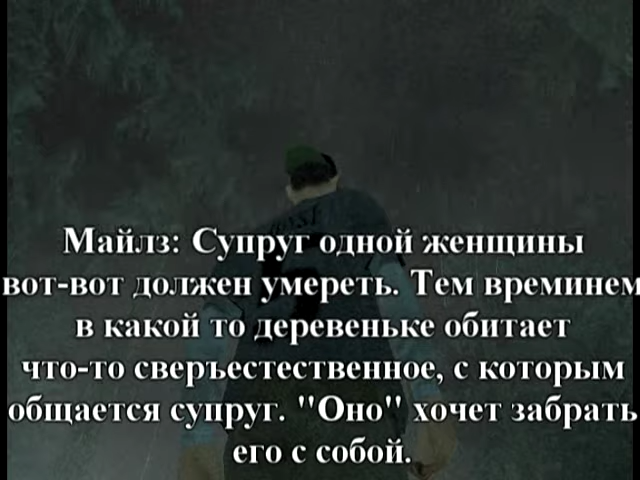 Майлз: Супруг одной женщины
вот-вот должен умереть. Тем времинем
в какой то деревеньке обитает
что-то сверъестественное, с которым
общается супруг. "Оно" хочет забрать
его с собой.